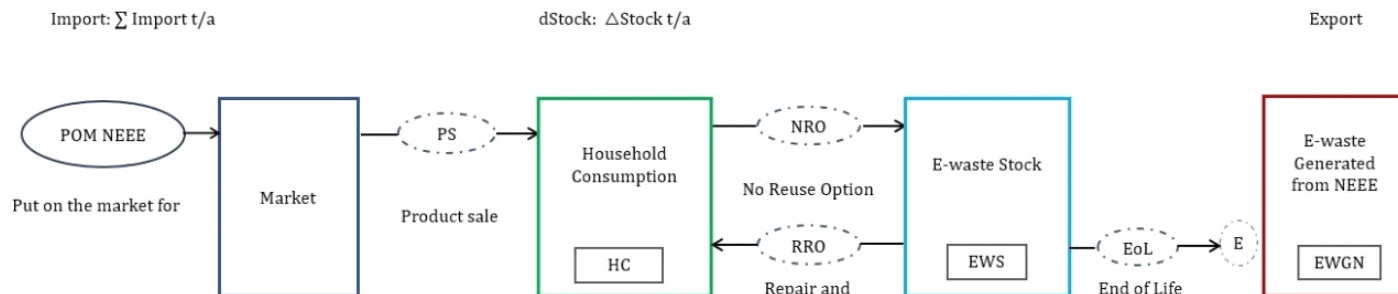 Import: ∑ Import t/a
dStock: △Stock t/a
Export
POM NEEE
Put on the market for
Market
PS
Product sale
Household
Consumption
HC
NRO
No Reuse Option
RRO
Repair and
E-waste Stock
EWS
EoL
End of Life
E
E-waste
Generated
from NEEE
EWGN